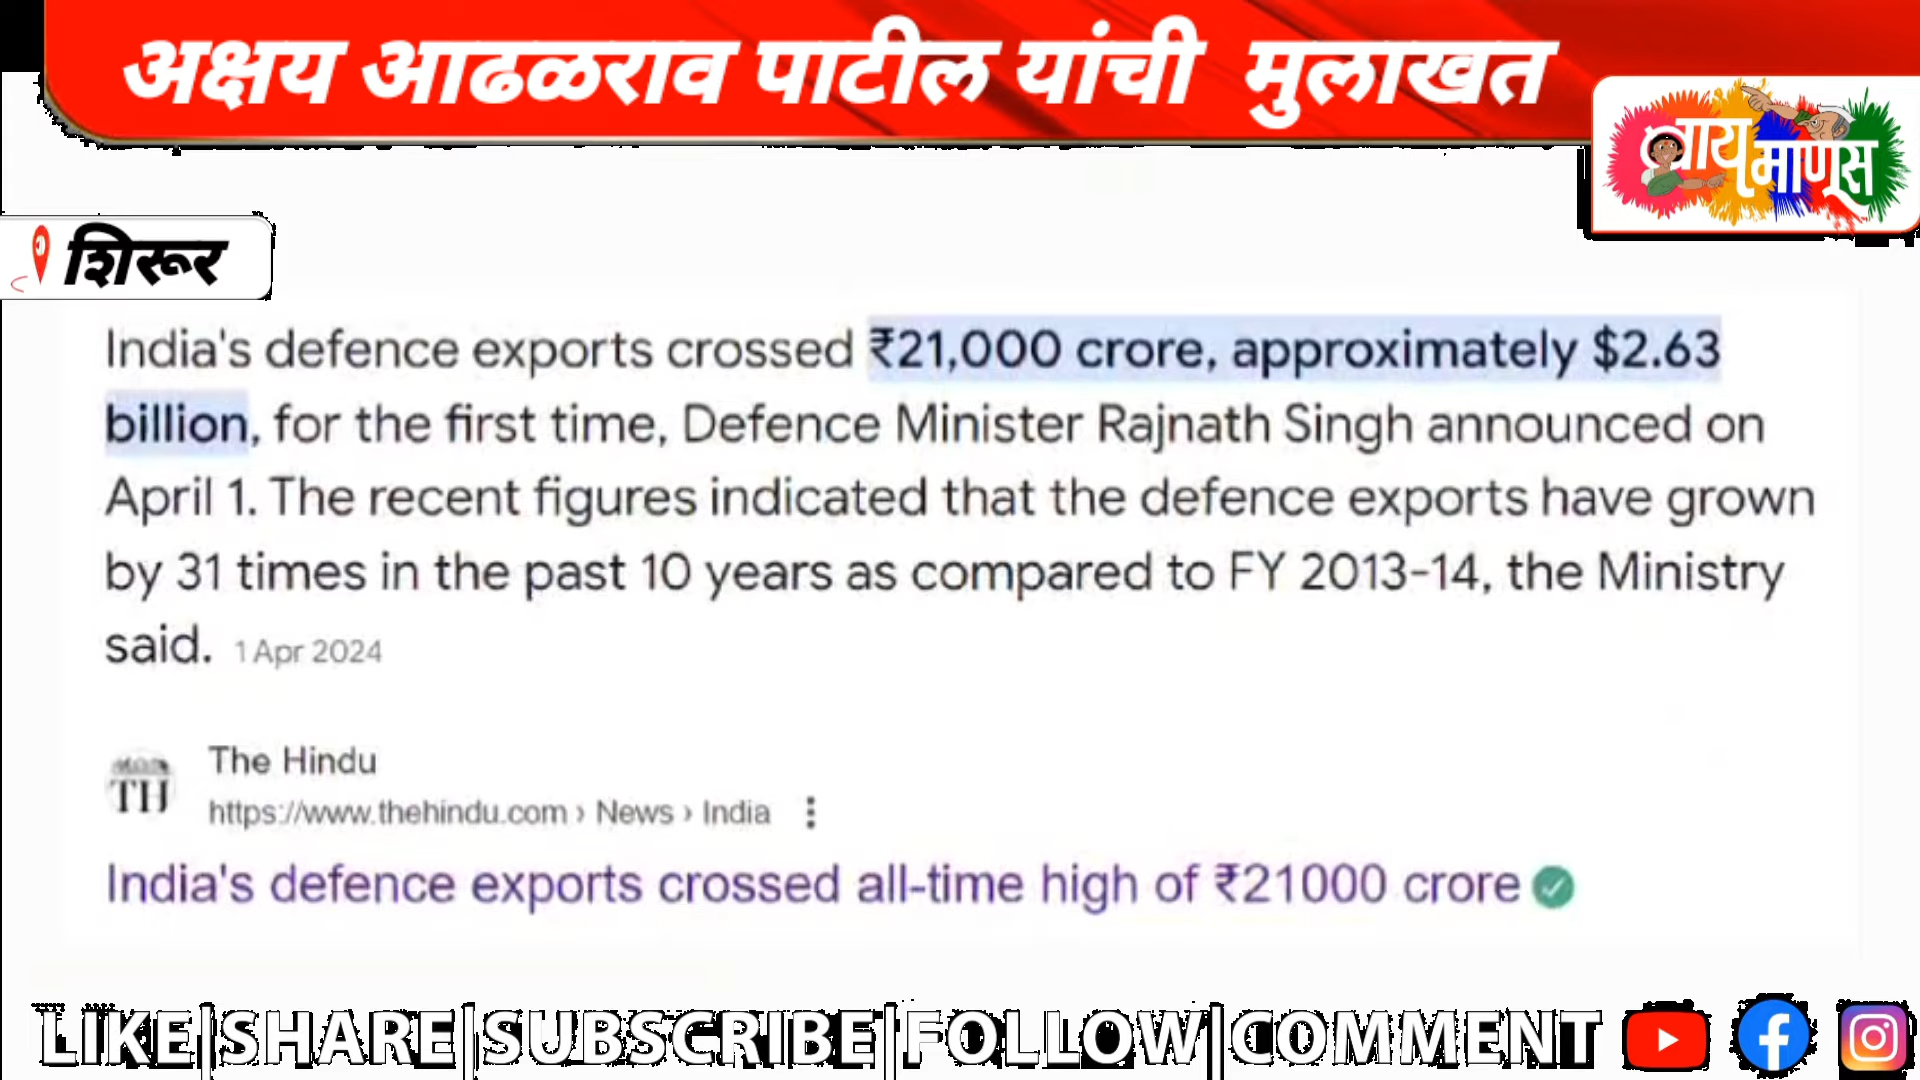 अक्षय आढळराव पाटील यांची मुलाखत
बाय
माणूस
शिरूर
India's defence exports crossed ₹21,000 crore, approximately $2.63
billion, for the first time, Defence Minister Rajnath Singh announced on
April 1. The recent figures indicated that the defence exports have grown
by 31 times in the past 10 years as compared to FY 2013-14, the Ministry
said. 1 Apr 2024
TH
The Hindu
https://www.thehindu.com › News › India
India's defence exports crossed all-time high of ₹21000 crore
LIKE|SHARE|SUBSCRIBE|FOLLOW|COMMENT